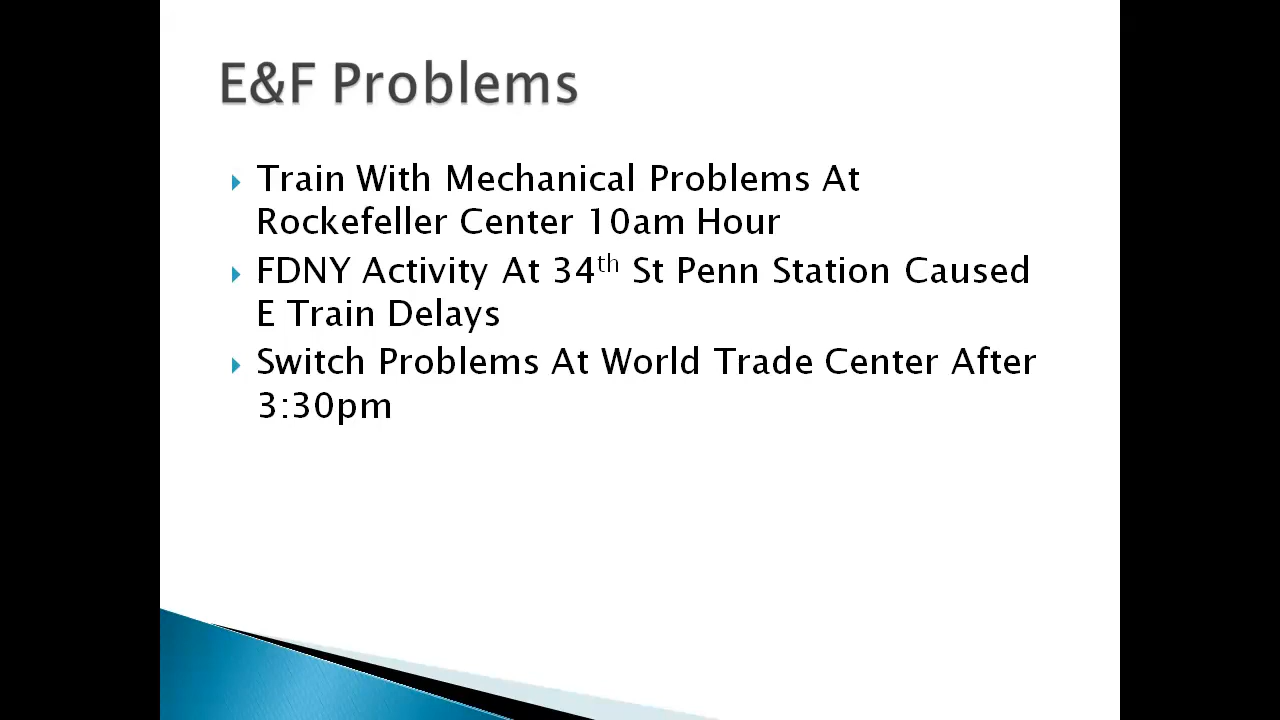 E&F Problems
Train With Mechanical Problems At
Rockefeller Center 10am Hour
FDNY Activity At 34th St Penn Station Caused
E Train Delays
Switch Problems At World Trade Center After
3:30pm